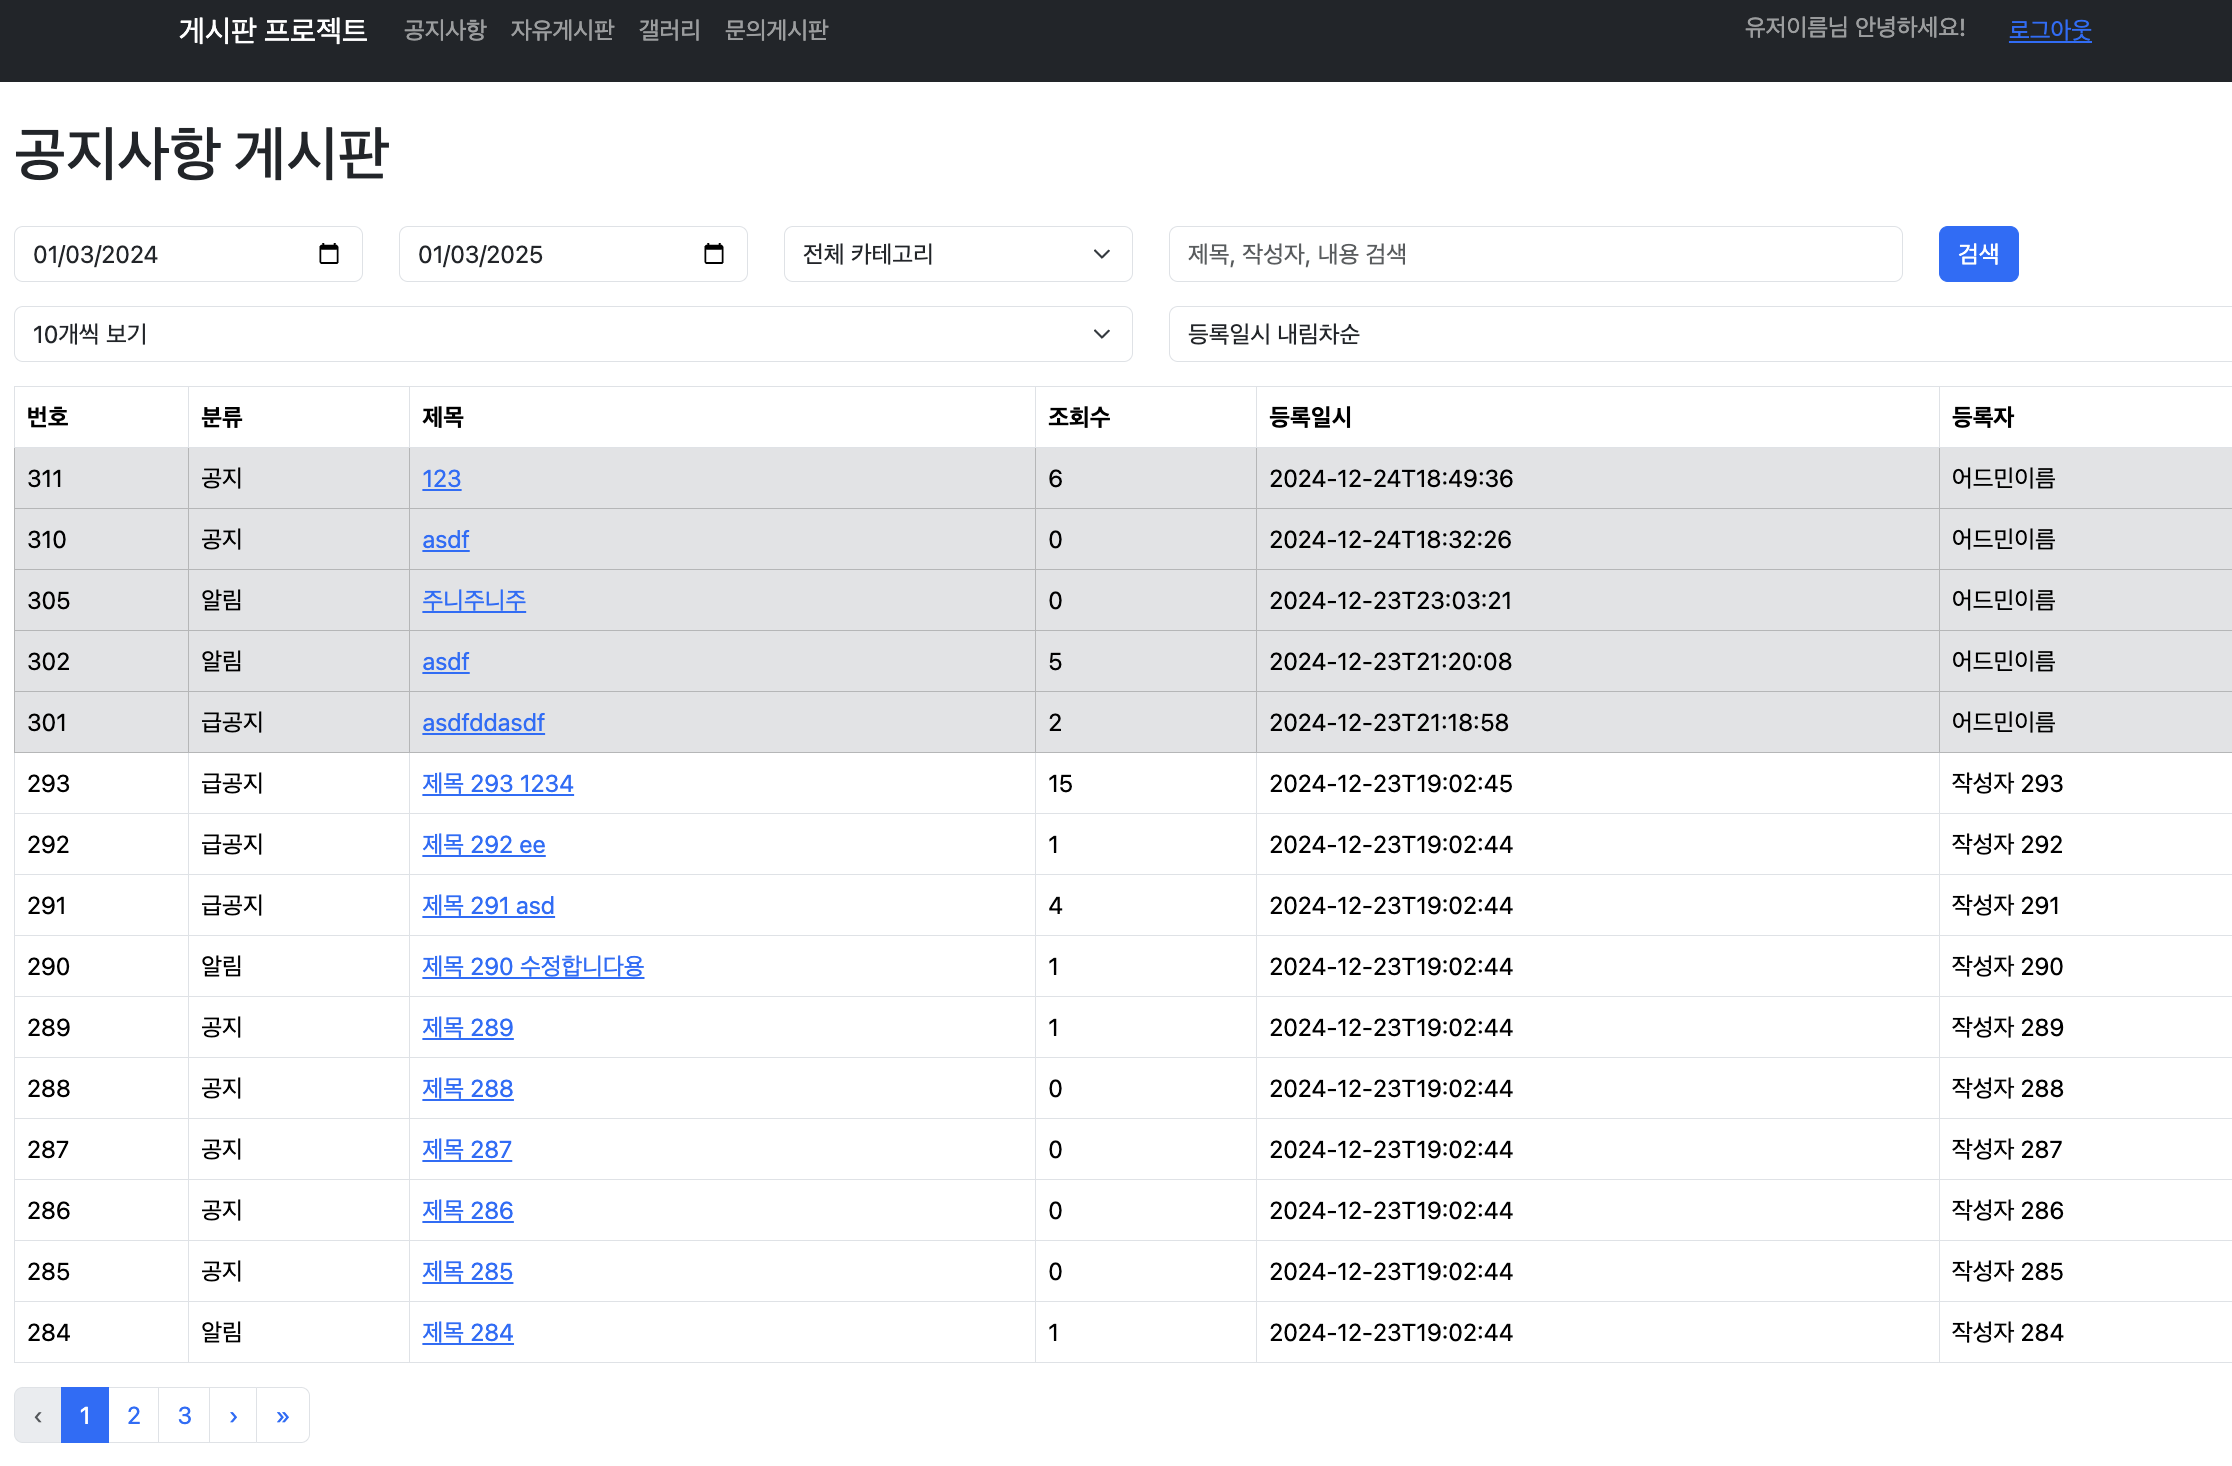 게시판 프로젝트 공지사항 자유게시판 갤러리 문의게시판 유저이름님 안녕하세요! 로그아웃
공지사항 게시판
01/03/2024 01/03/2025 전체 카테고리 제목, 작성자, 내용 검색 검색
10개씩 보기 등록일시 내림차순
번호 분류 제목 조회수 등록일시 등록자
311 공지 123 6 2024-12-24T18:49:36 어드민이름
310 공지 asdf 0 2024-12-24T18:32:26 어드민이름
305 알림 주니주니주 0 2024-12-23T23:03:21 어드민이름
302 알림 asdf 5 2024-12-23T21:20:08 어드민이름
301 급공지 asdfddasdf 2 2024-12-23T21:18:58 어드민이름
293 급공지 제목 293 1234 15 2024-12-23T19:02:45 작성자 293
292 급공지 제목 292 ee 1 2024-12-23T19:02:44 작성자 292
291 급공지 제목 291 asd 4 2024-12-23T19:02:44 작성자 291
290 알림 제목 290 수정합니다용 1 2024-12-23T19:02:44 작성자 290
289 공지 제목 289 1 2024-12-23T19:02:44 작성자 289
288 공지 제목 288 0 2024-12-23T19:02:44 작성자 288
287 공지 제목 287 0 2024-12-23T19:02:44 작성자 287
286 공지 제목 286 0 2024-12-23T19:02:44 작성자 286
285 공지 제목 285 0 2024-12-23T19:02:44 작성자 285
284 알림 제목 284 1 2024-12-23T19:02:44 작성자 284
‹ 1 2 3 › »